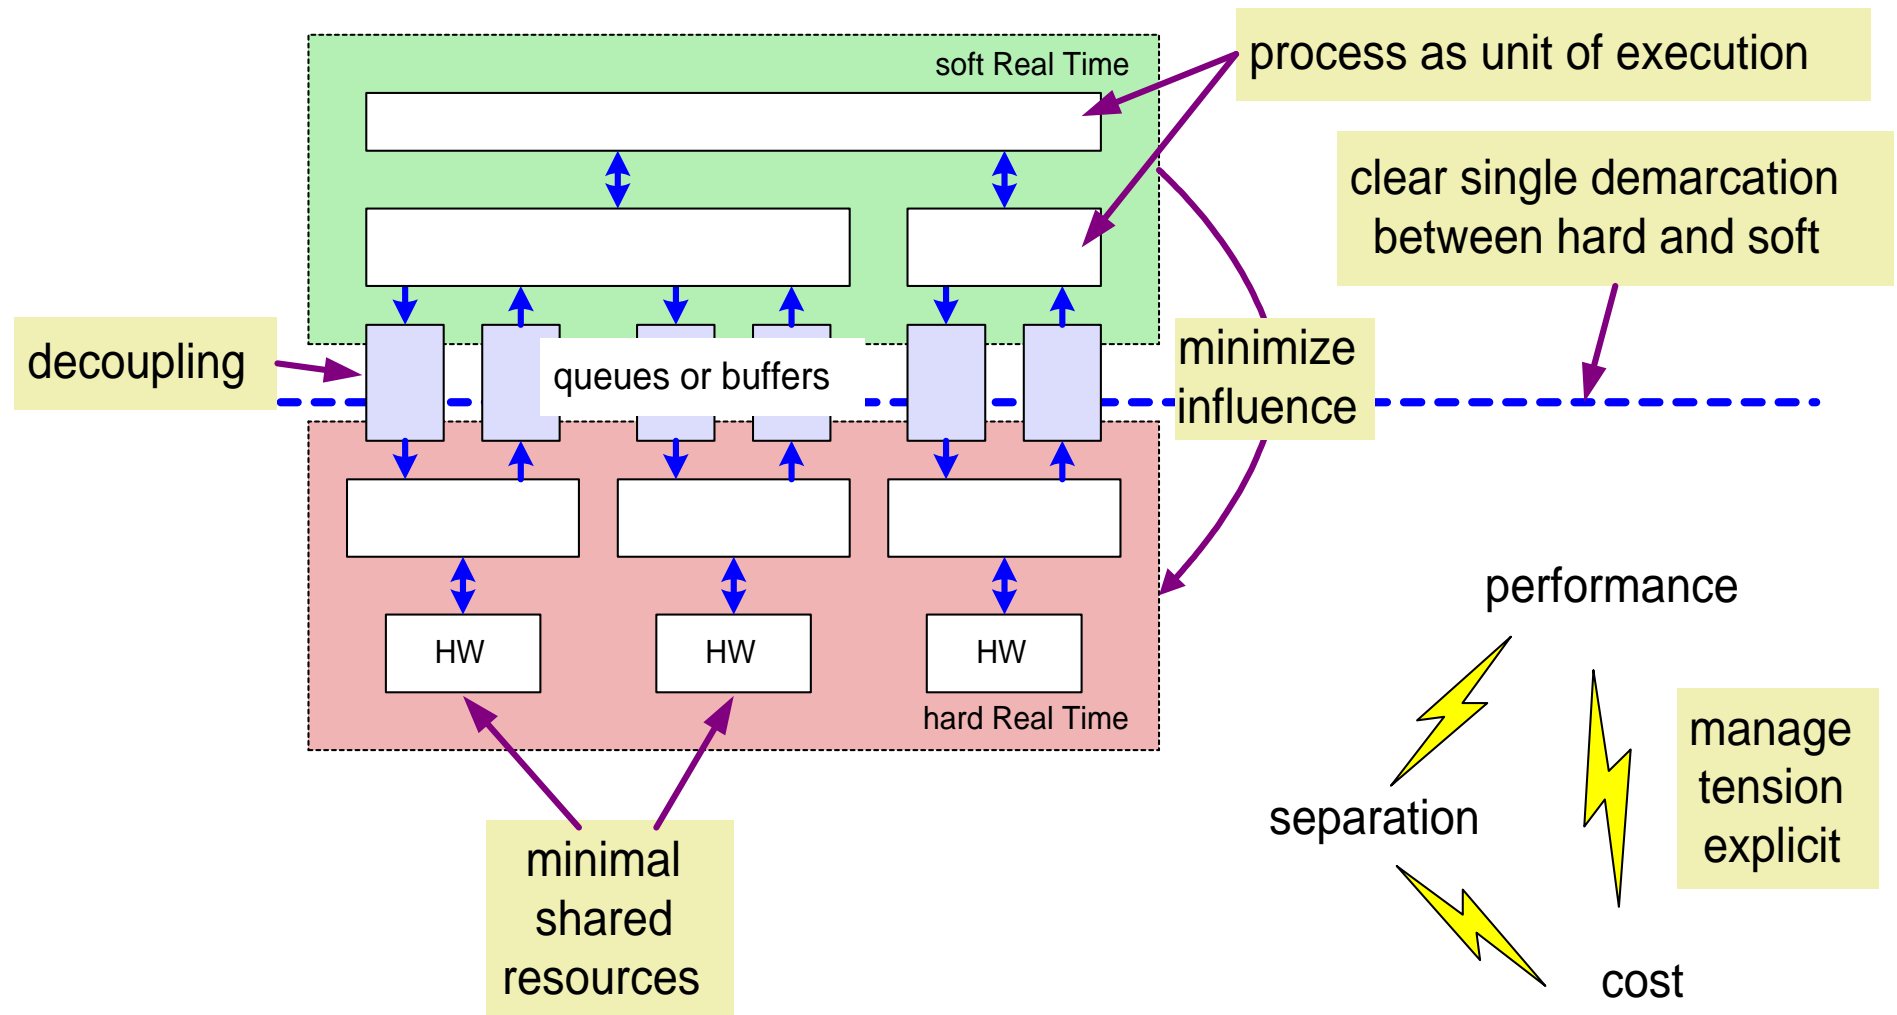 soft Real Time
process as unit of execution
clear single demarcation
between hard and soft
decoupling
queues or buffers
minimize
influence
HW
HW
HW
hard Real Time
minimal
shared
resources
performance
separation
cost
manage
tension
explicit